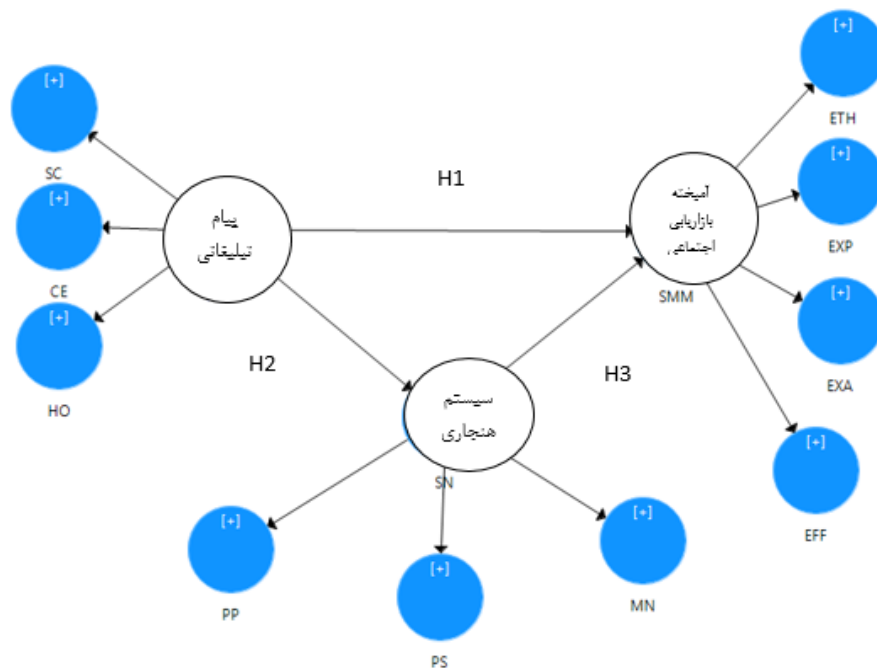 [+]
ETH
[+]
SC
H1
[+]
EXP
آمیخته
بازاریابی
اجتماعی
SMM
پیام
تبلیغاتی
[+]
CE
[+]
EXA
[+]
HO
H2
H3
سیستم
هنجاری
SN
[+]
EFF
[+]
PP
[+]
PS
[+]
MN